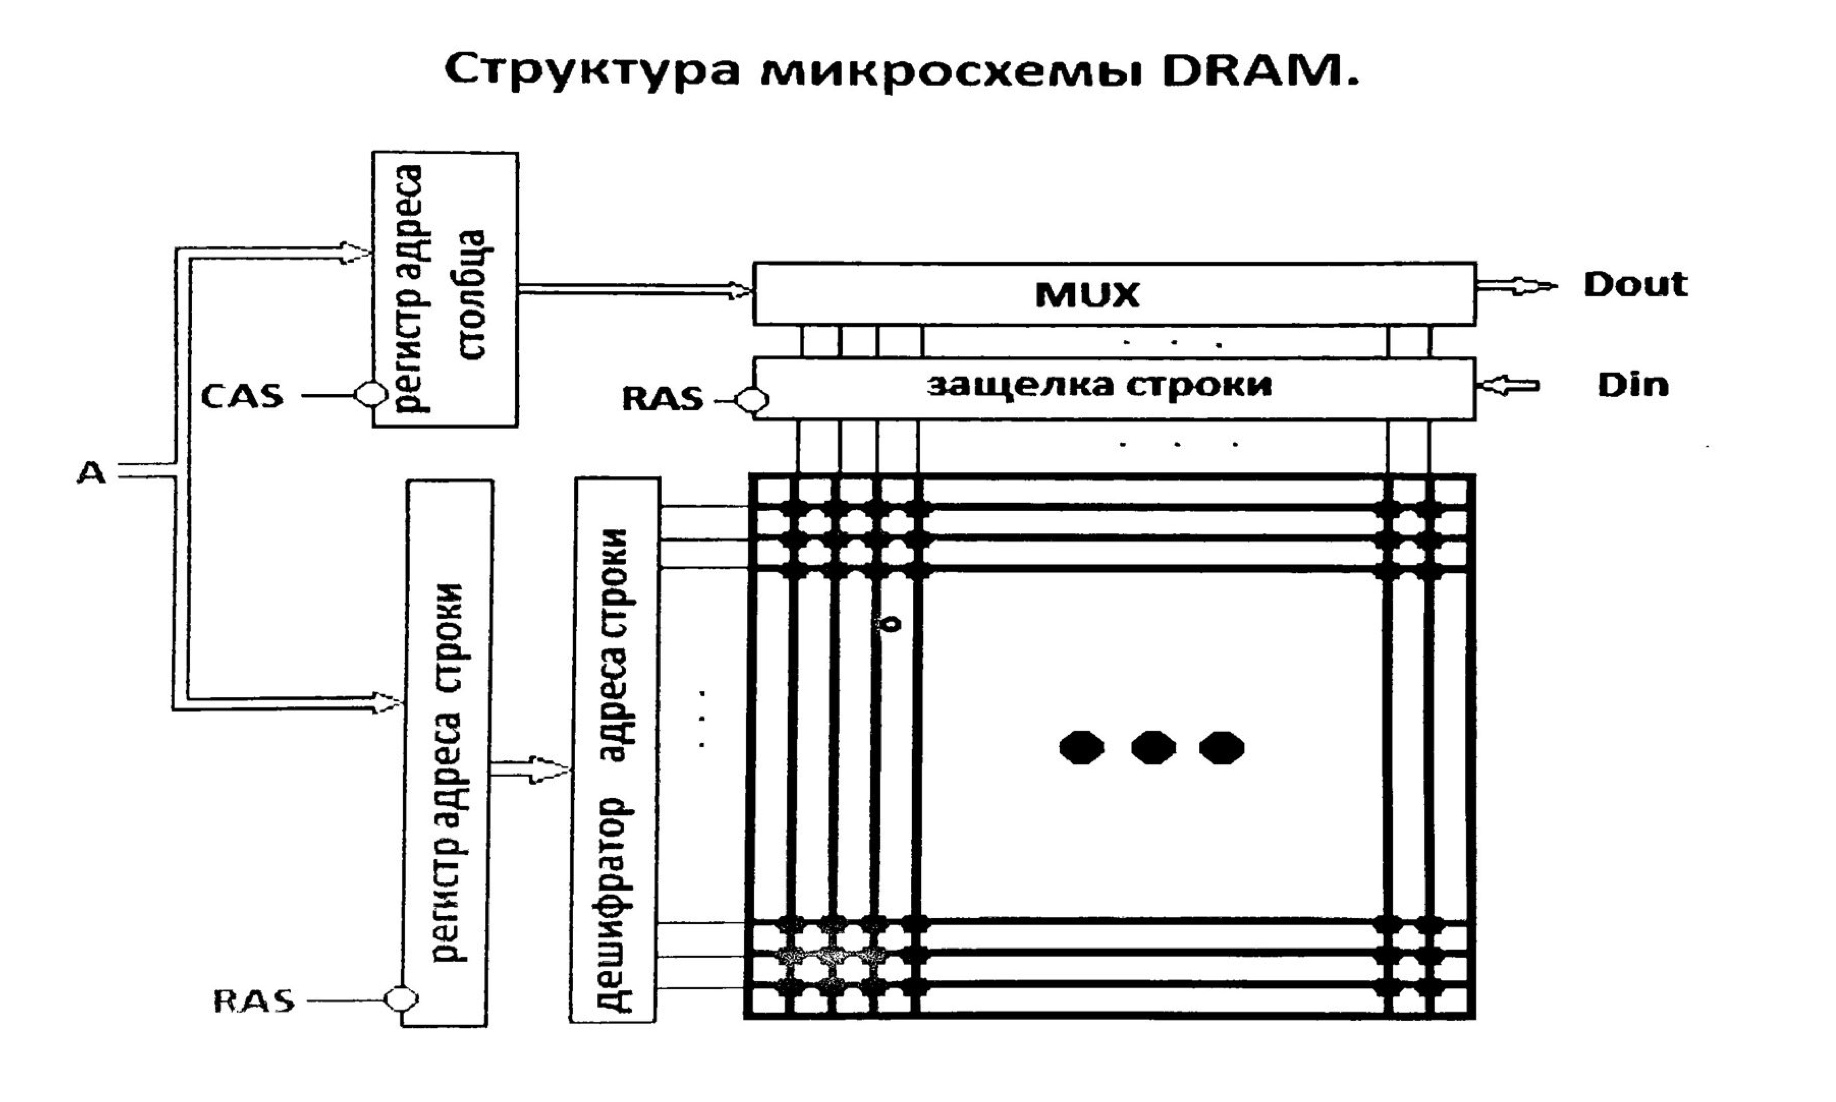 Структура микросхемы DRAM.
регистр адреса
столбца
MUX
Dout
CAS
RAS
защелка строки
Din
A
регистр адреса строки
дешифратор адреса строки
RAS